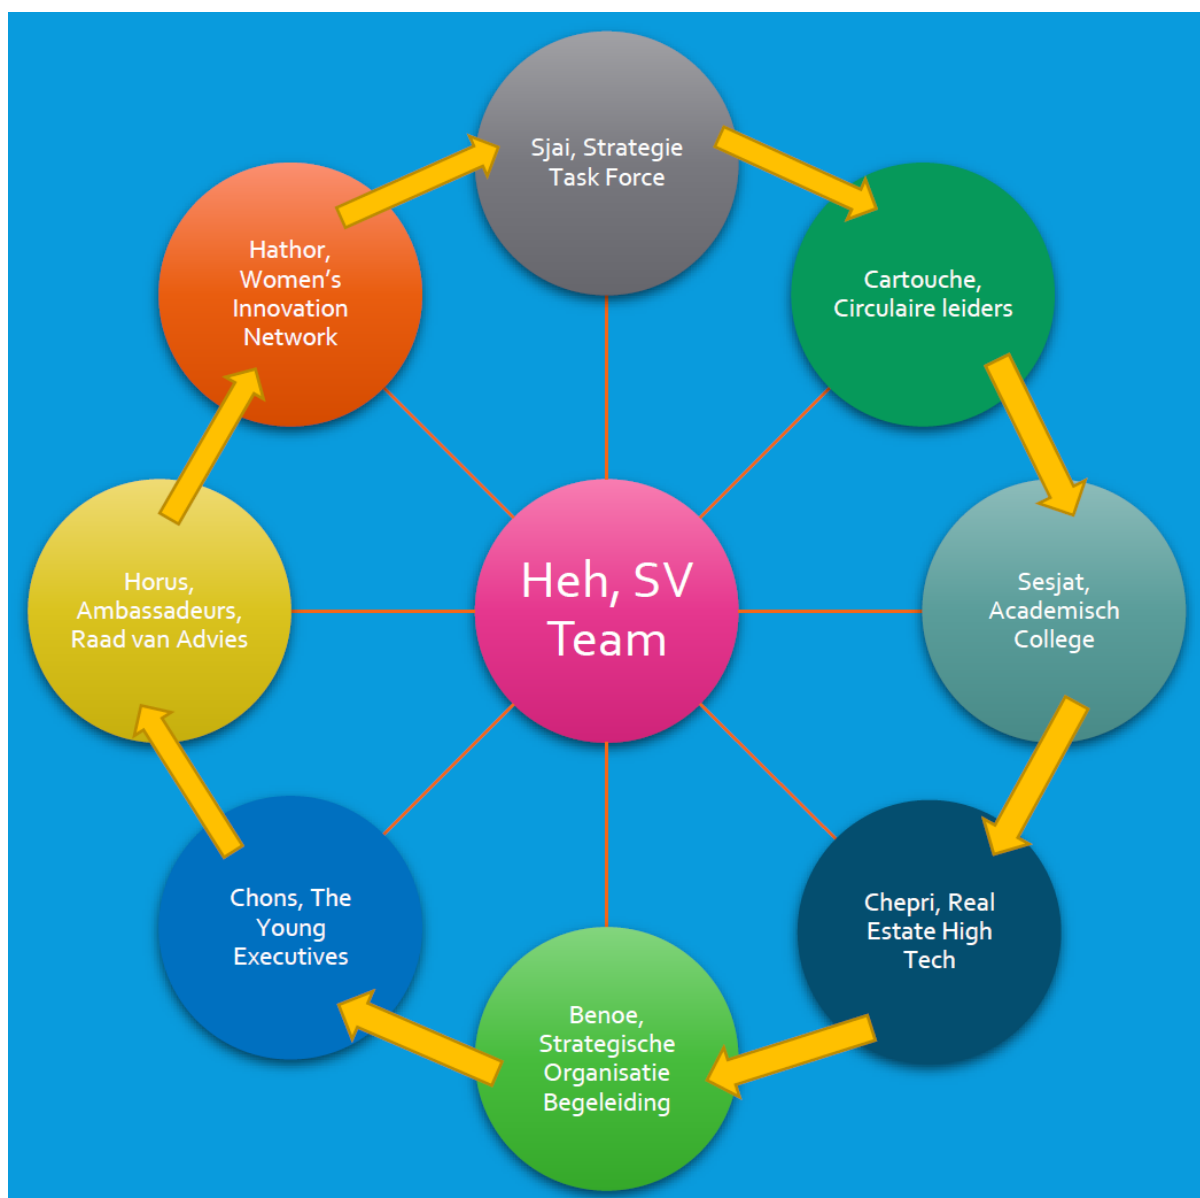 Sjai, Strategie
Task Force
Cartouche,
Circulaire leiders
Sesjat,
Academisch
College
Chepri, Real
Estate High
Tech
Benoe,
Strategische
Organisatie
Begeleiding
Chons, The
Young
Executives
Horus,
Ambassadeurs,
Raad van Advies
Hathor,
Women’s
Innovation
Network
Heh, SV
Team